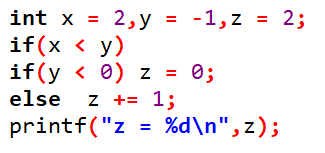 int x = 2,y = -1,z = 2;
if(x < y)
if(y < 0) z = 0;
else  z += 1;
printf("z = %d\n",z);